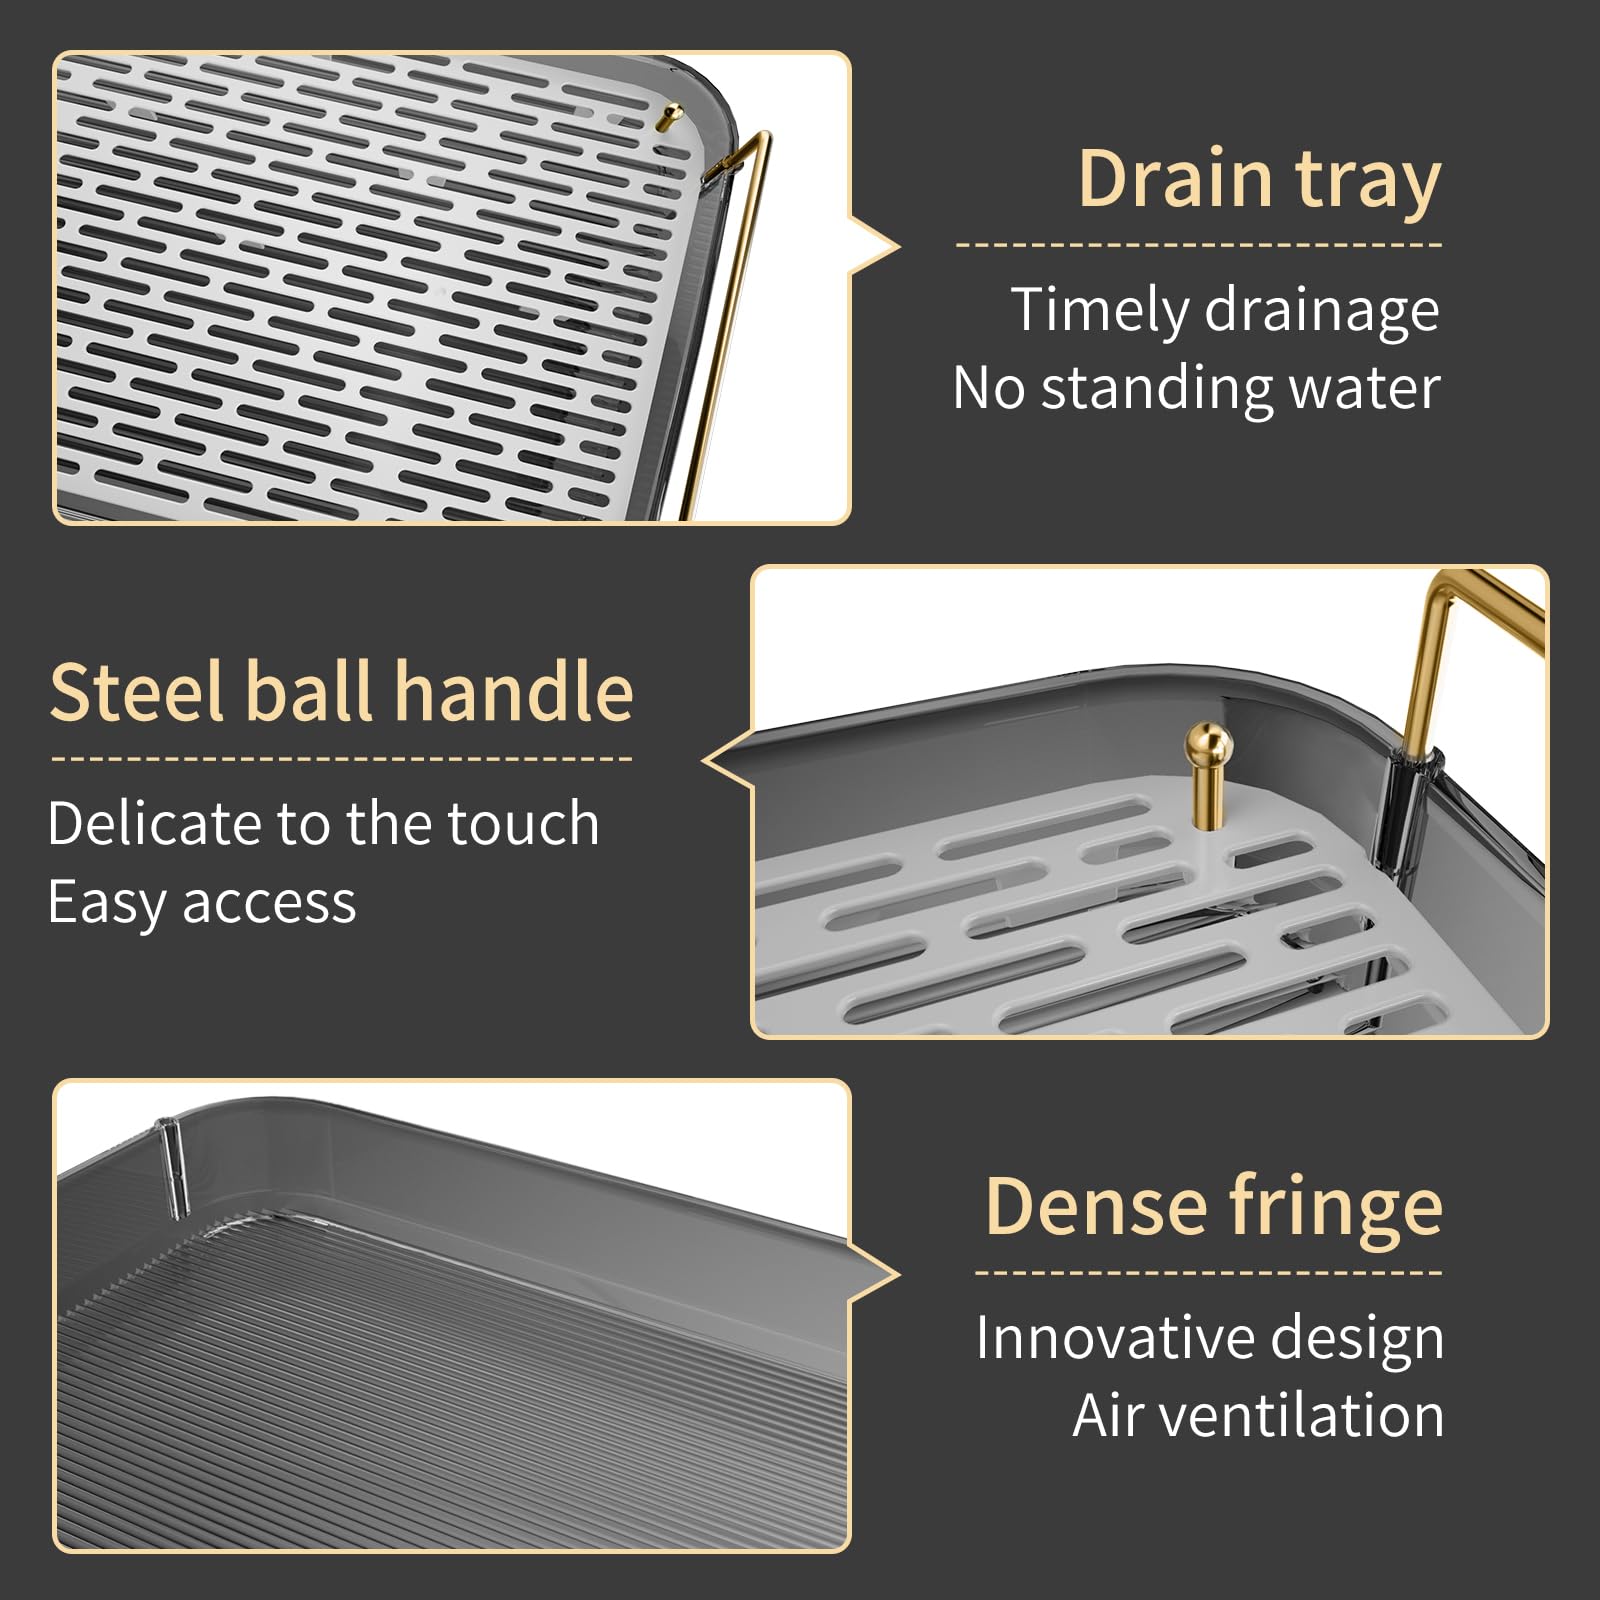 Drain tray
Timely drainage
No standing water
Steel ball handle
Delicate to the touch
Easy access
Dense fringe
Innovative design
Air ventilation